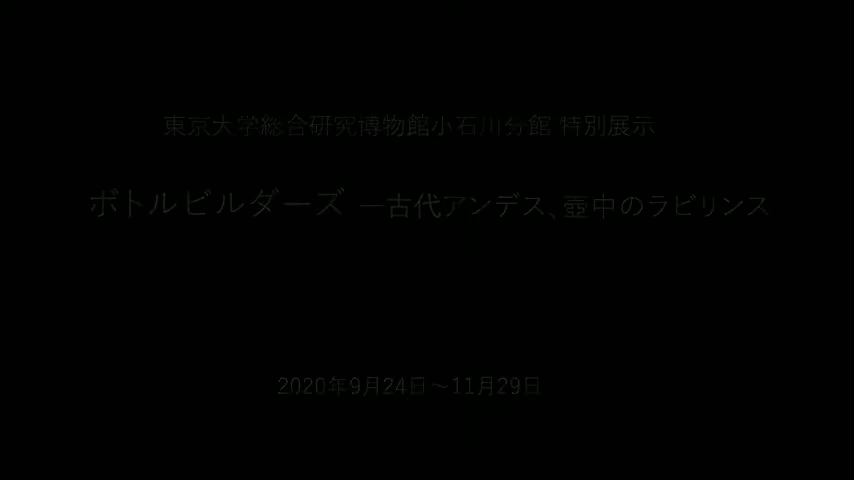 東京大学総合研究博物館小石川分館 特別展示
ボトルビルダーズ ―古代アンデス、壺中のラビリンス
2020年9月24日～11月29日